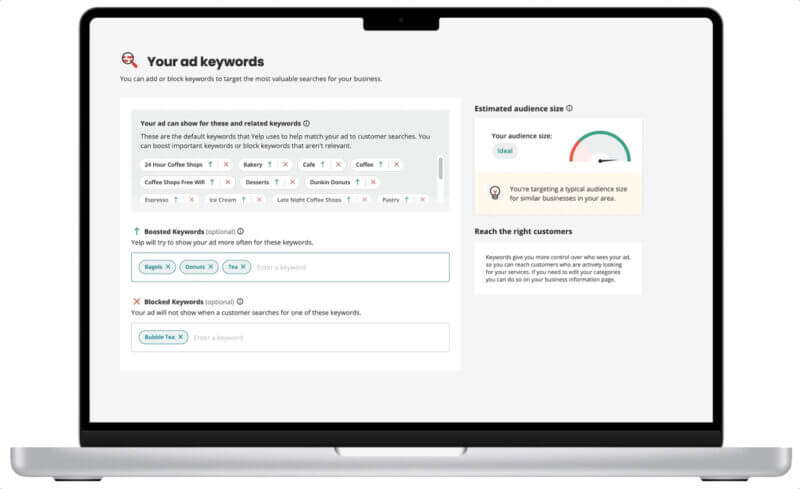 Your ad keywords
You can add or block keywords to target the most valuable searches for your business.
Your ad can show for these and related keywords
These are the default keywords that Yelp uses to help match your ad to customer searches. You
can boost important keywords or block keywords that aren't relevant.
24 Hour Coffee Shops Bakery Cafe Coffee
Coffee Shops Free Wifi Desserts Dunkin Donuts
Espresso Ice Cream Late Night Coffee Shops Pastry
Boosted Keywords (optional)
Yelp will try to show your ad more often for these keywords.
Bagels Donuts Tea Enter a keyword
Blocked Keywords (optional)
Your ad will not show when a customer searches for one of these keywords.
Bubble Tea Enter a keyword
Estimated audience size
Your audience size:
Ideal
You're targeting a typical audience size
for similar businesses in your area.
Reach the right customers
Keywords give you more control over who sees your ad,
so you can reach customers who are actively looking
for your services. If you need to edit your categories
you can do so on your business information page.